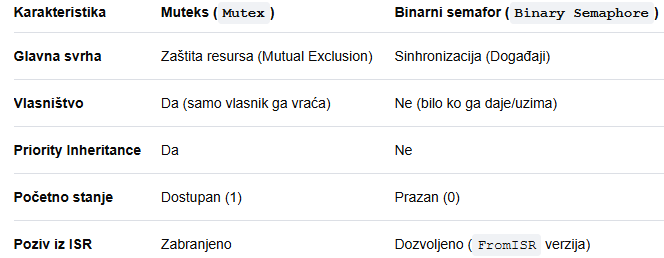 Karakteristika Muteks ( Mutex ) Binarni semafor ( Binary Semaphore )
Glavna svrha Zaštita resursa (Mutual Exclusion) Sinhronizacija (Događaji)
Vlasništvo Da (samo vlasnik ga vraća) Ne (bilo ko ga daje/uzima)
Priority Inheritance Da Ne
Početno stanje Dostupan (1) Prazan (0)
Poziv iz ISR Zabranjeno Dozvoljeno ( FromISR verzija)